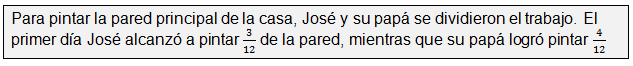 Para pintar la pared principal de la casa, José y su papá se dividieron el trabajo. El
primer día José alcanzó a pintar 3/12 de la pared, mientras que su papá logró pintar 4/12